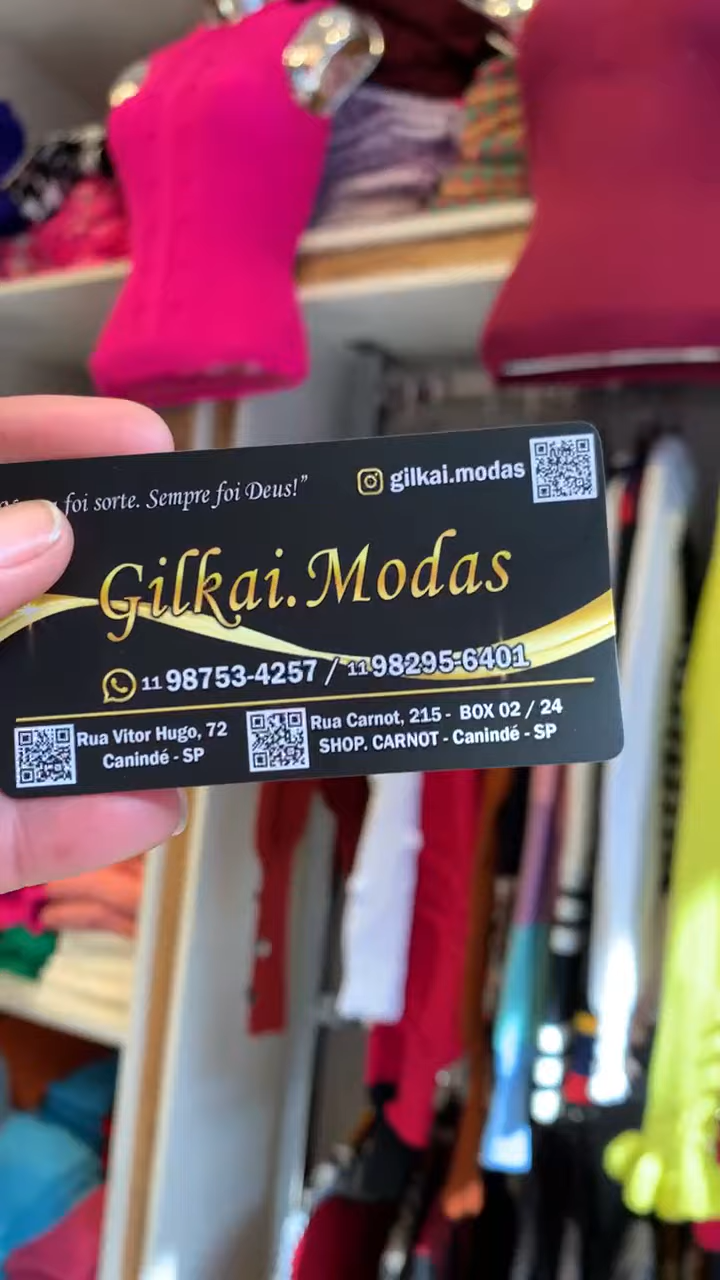 foi sorte. Sempre foi Deus!"
gilkai.modas
Gilkai.Modas
11 98753-4257 / 11 98295-6401
Rua Vitor Hugo, 72
Canindé - SP
Rua Carnot, 215 - BOX 02 / 24
SHOP. CARNOT - Canindé - SP